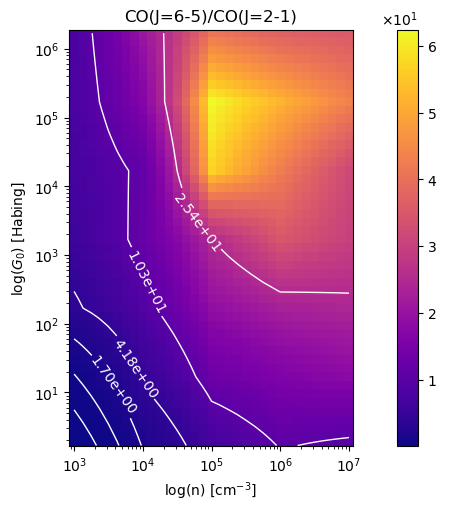 CO(J=6-5)/CO(J=2-1)
×10¹
log(G₀) [Habing]
10⁶
10⁵
10⁴
10³
10²
10¹
2.54e+01
1.03e+01
4.18e+00
1.70e+00
6
5
4
3
2
1
10³ 10⁴ 10⁵ 10⁶ 10⁷
log(n) [cm⁻³]